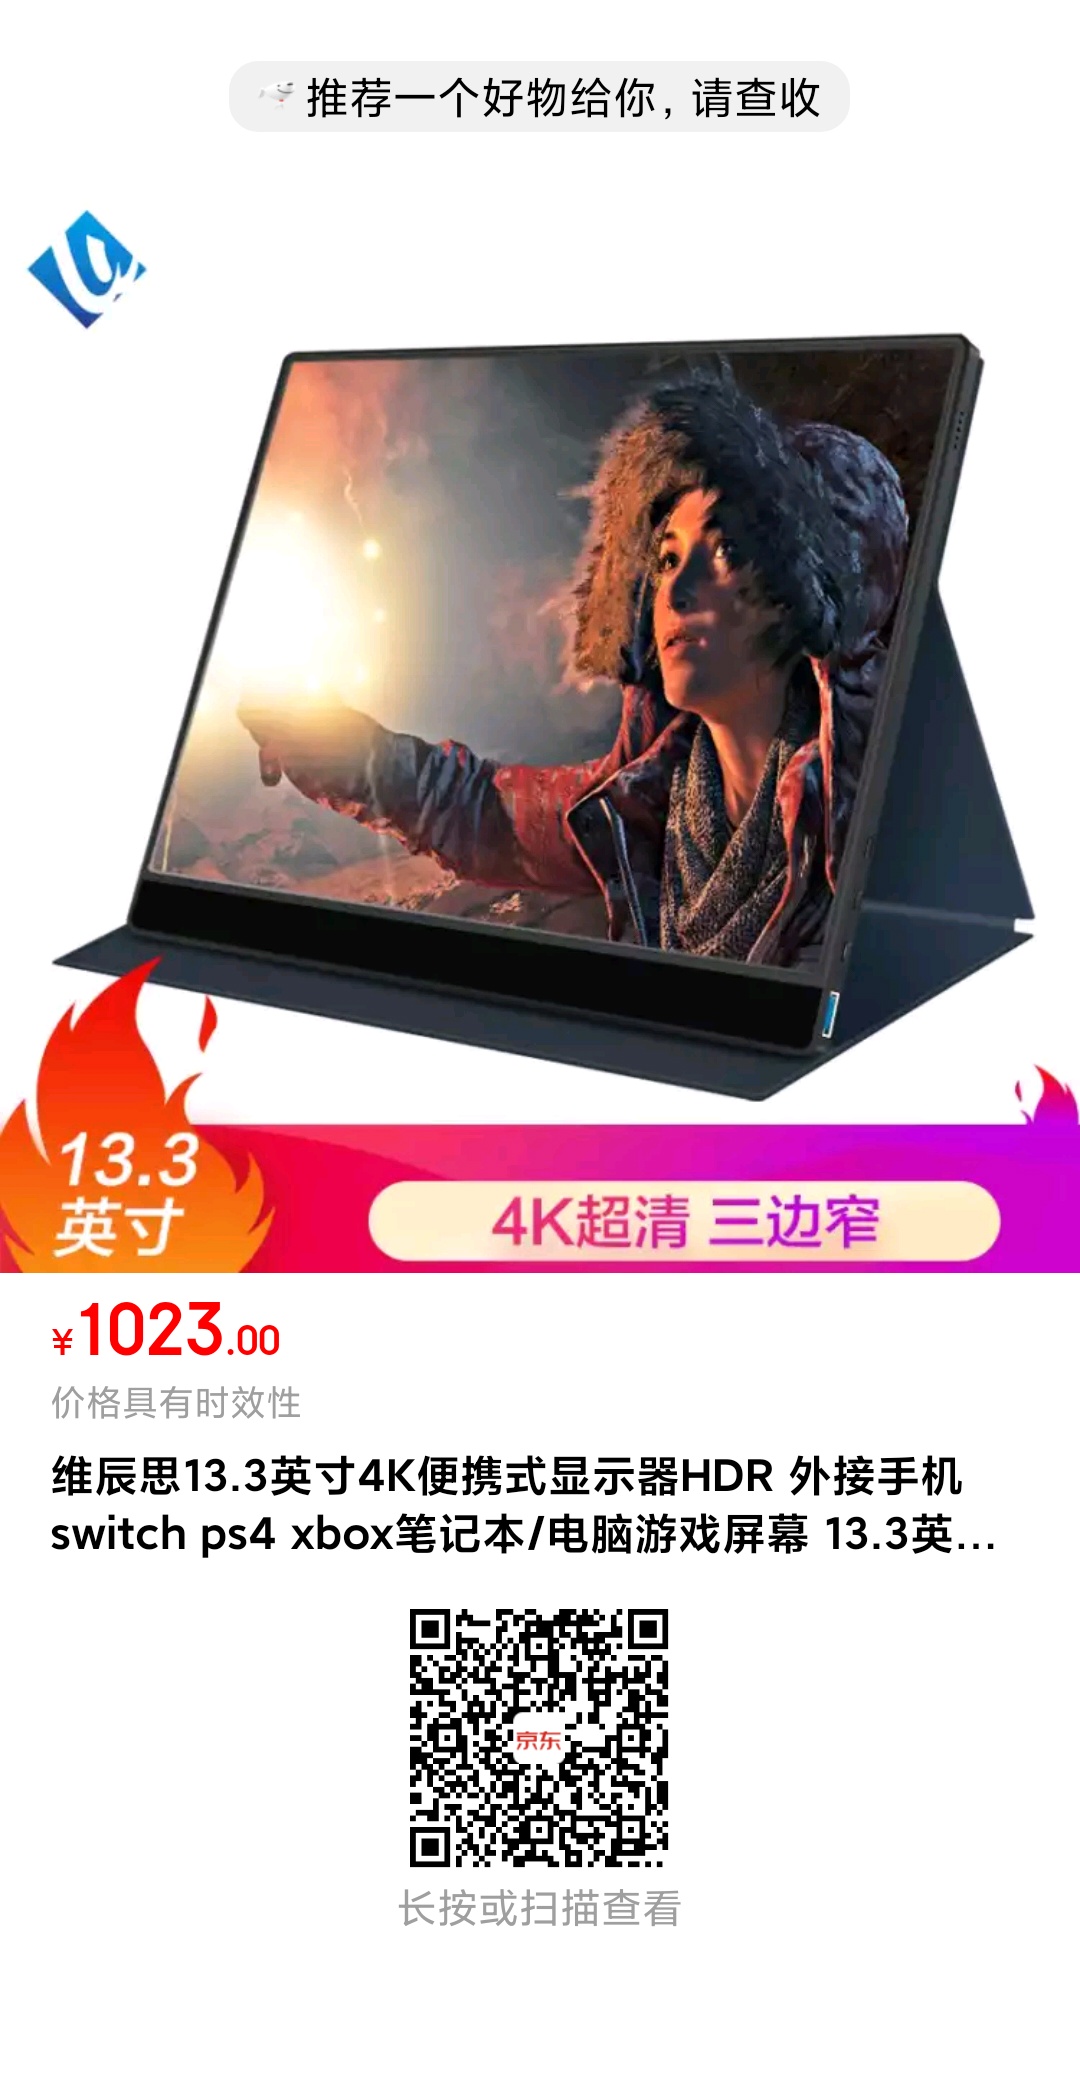 推荐一个好物给你，请查收
13.3
英寸
4K超清 三边窄
¥1023.00
价格具有时效性
维辰思13.3英寸4K便携式显示器HDR 外接手机
switch ps4 xbox笔记本/电脑游戏屏幕 13.3英...
京东
长按或扫描查看